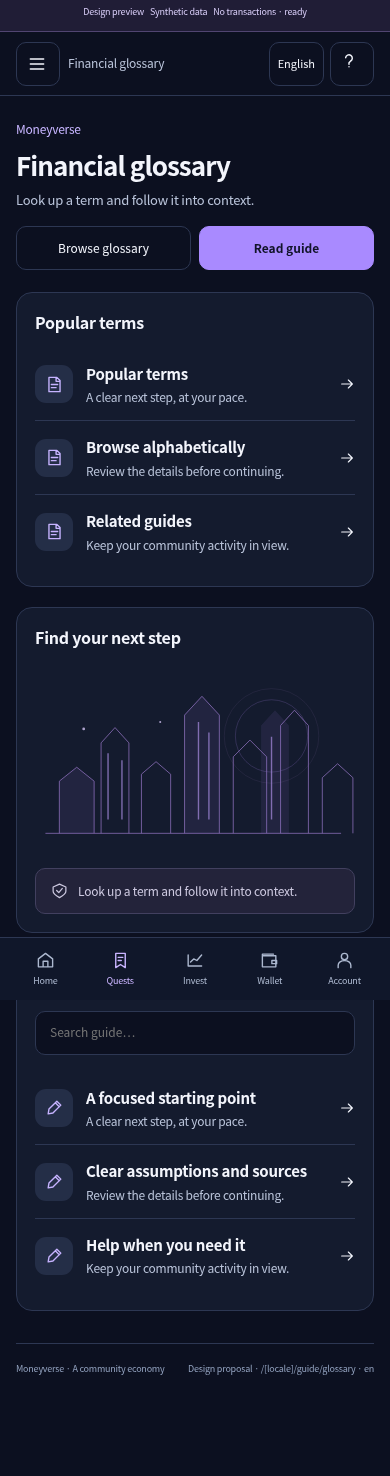 Design preview Synthetic data No transactions · ready
Financial glossary
English
?
Moneyverse
Financial glossary
Look up a term and follow it into context.
Browse glossary
Read guide
Popular terms
Popular terms
A clear next step, at your pace.
Browse alphabetically
Review the details before continuing.
Related guides
Keep your community activity in view.
Find your next step
Look up a term and follow it into context.
Home
Quests
Invest
Wallet
Account
Search guide…
A focused starting point
A clear next step, at your pace.
Clear assumptions and sources
Review the details before continuing.
Help when you need it
Keep your community activity in view.
Moneyverse · A community economy
Design proposal · /[locale]/guide/glossary · en